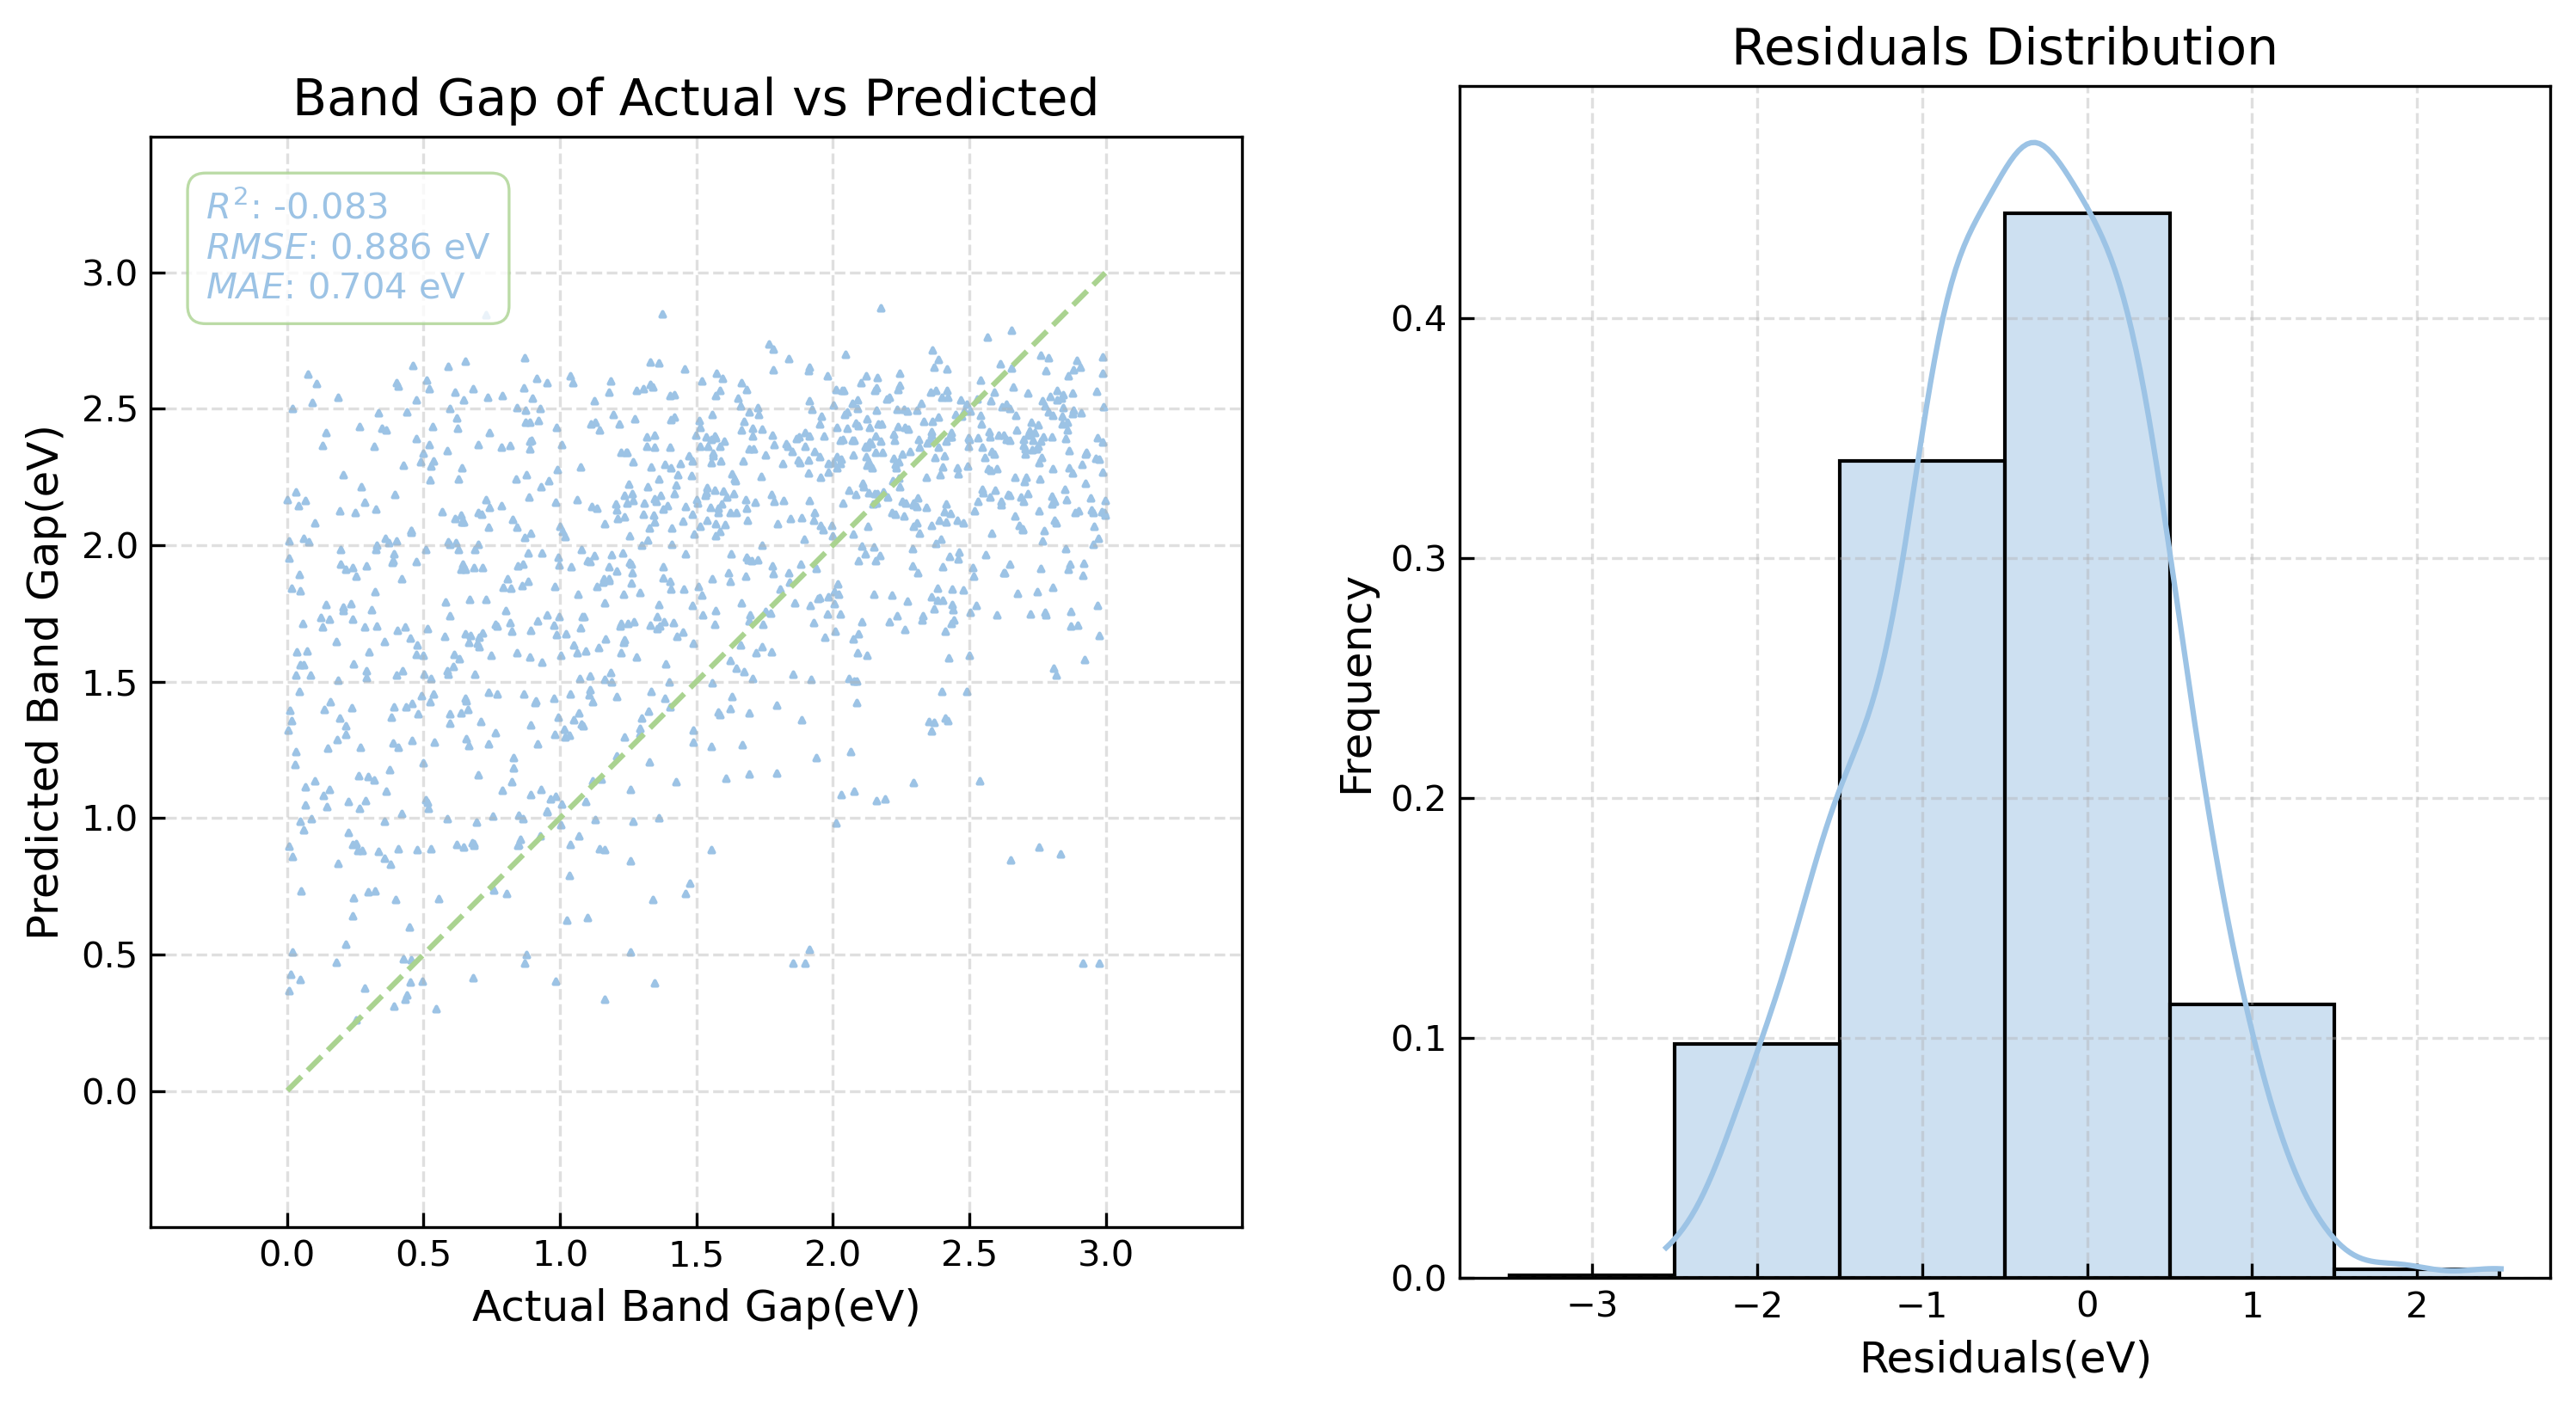 Band Gap of Actual vs Predicted
R²: -0.083
RMSE: 0.886 eV
MAE: 0.704 eV
Predicted Band Gap(eV)
3.0
2.5
2.0
1.5
1.0
0.5
0.0
0.0 0.5 1.0 1.5 2.0 2.5 3.0
Actual Band Gap(eV)
Residuals Distribution
Frequency
0.4
0.3
0.2
0.1
0.0
−3 −2 −1 0 1 2
Residuals(eV)